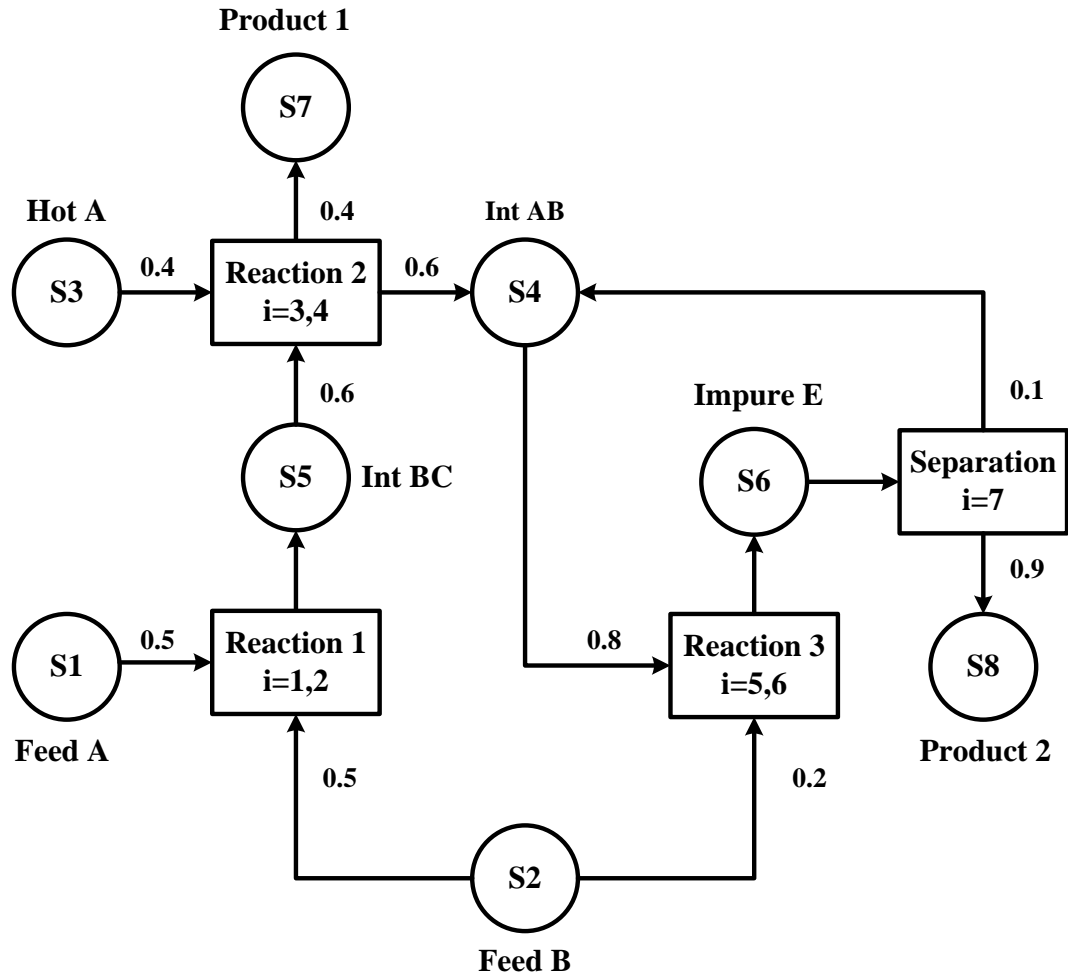 Product 1
S7
Hot A
0.4
Int AB
S3
0.4
Reaction 2
i=3,4
0.6
S4
0.6
Impure E
0.1
S5
Int BC
S6
Separation
i=7
0.9
S1
0.5
Reaction 1
i=1,2
0.8
Reaction 3
i=5,6
S8
Feed A
Product 2
0.5
0.2
S2
Feed B